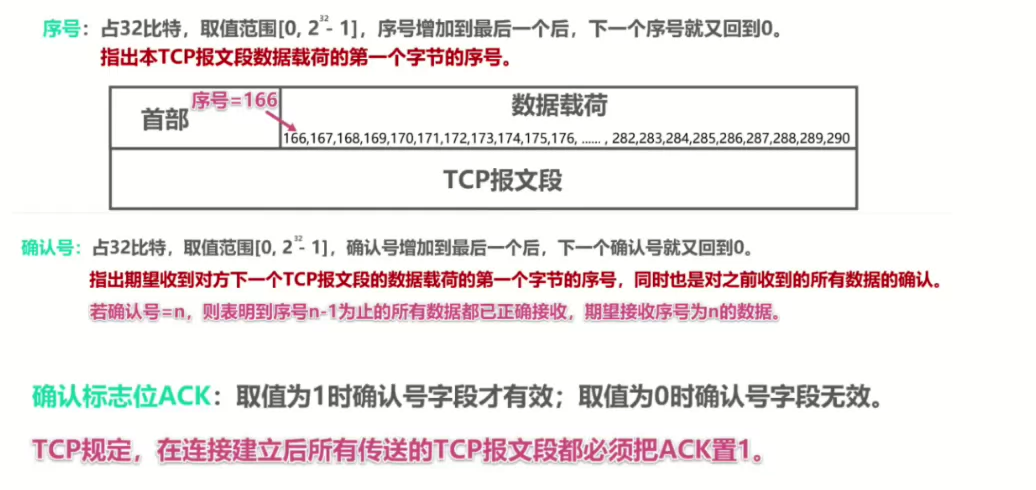 序号：占32比特，取值范围[0, 2³² - 1]，序号增加到最后一个后，下一个序号就又回到0。
指出本TCP报文段数据载荷的第一个字节的序号。
序号=166
首部
数据载荷
166,167,168,169,170,171,172,173,174,175,176, ...... , 282,283,284,285,286,287,288,289,290
TCP报文段
确认号：占32比特，取值范围[0, 2³² - 1]，确认号增加到最后一个后，下一个确认号就又回到0。
指出期望收到对方下一个TCP报文段的数据载荷的第一个字节的序号，同时也是对之前收到的所有数据的确认。
若确认号=n，则表明到序号n-1为止的所有数据都已正确接收，期望接收序号为n的数据。
确认标志位ACK：取值为1时确认号字段才有效；取值为0时确认号字段无效。
TCP规定，在连接建立后所有传送的TCP报文段都必须把ACK置1。